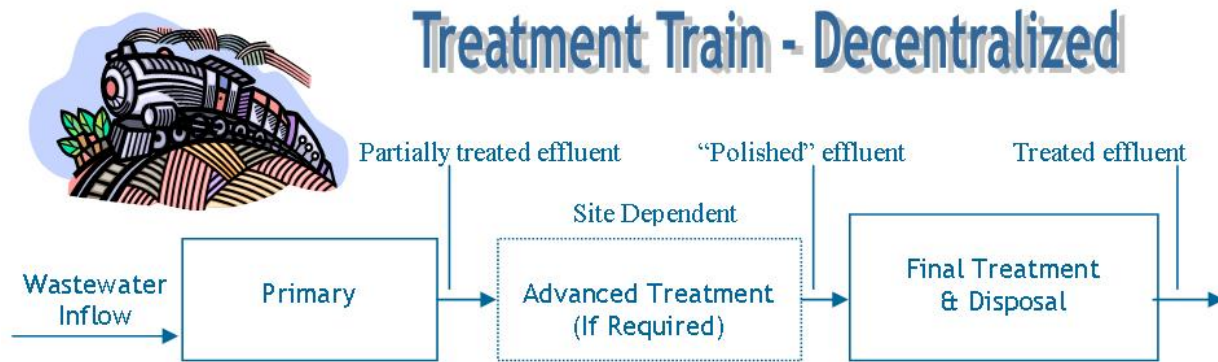 Treatment Train - Decentralized
Partially treated effluent
“Polished” effluent
Treated effluent
Site Dependent
Wastewater
Inflow
Primary
Advanced Treatment
(If Required)
Final Treatment
& Disposal